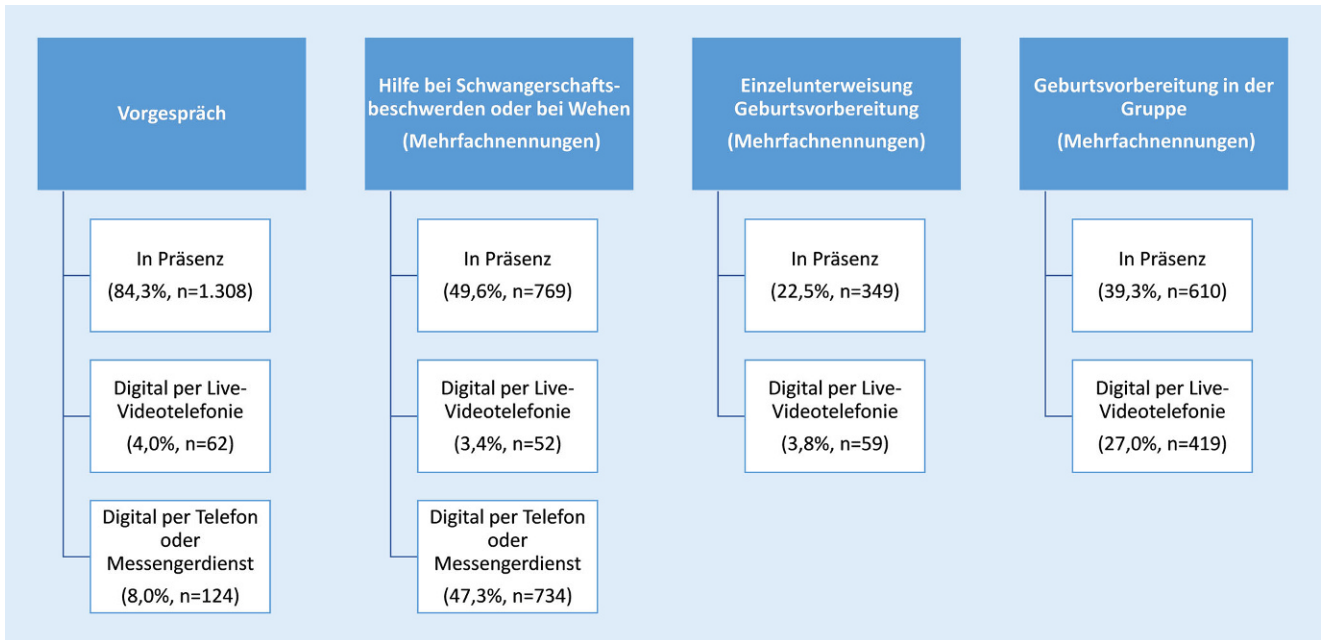 Vorgespräch
Hilfe bei Schwangerschafts-
beschwerden oder bei Wehen
(Mehrfachnennungen)
Einzelunterweisung
Geburtsvorbereitung
(Mehrfachnennungen)
Geburtsvorbereitung in der
Gruppe
(Mehrfachnennungen)
In Präsenz
(84,3%, n=1.308)
In Präsenz
(49,6%, n=769)
In Präsenz
(22,5%, n=349)
In Präsenz
(39,3%, n=610)
Digital per Live-
Videotelefonie
(4,0%, n=62)
Digital per Live-
Videotelefonie
(3,4%, n=52)
Digital per Live-
Videotelefonie
(3,8%, n=59)
Digital per Live-
Videotelefonie
(27,0%, n=419)
Digital per Telefon
oder
Messengerdienst
(8,0%, n=124)
Digital per Telefon
oder
Messengerdienst
(47,3%, n=734)